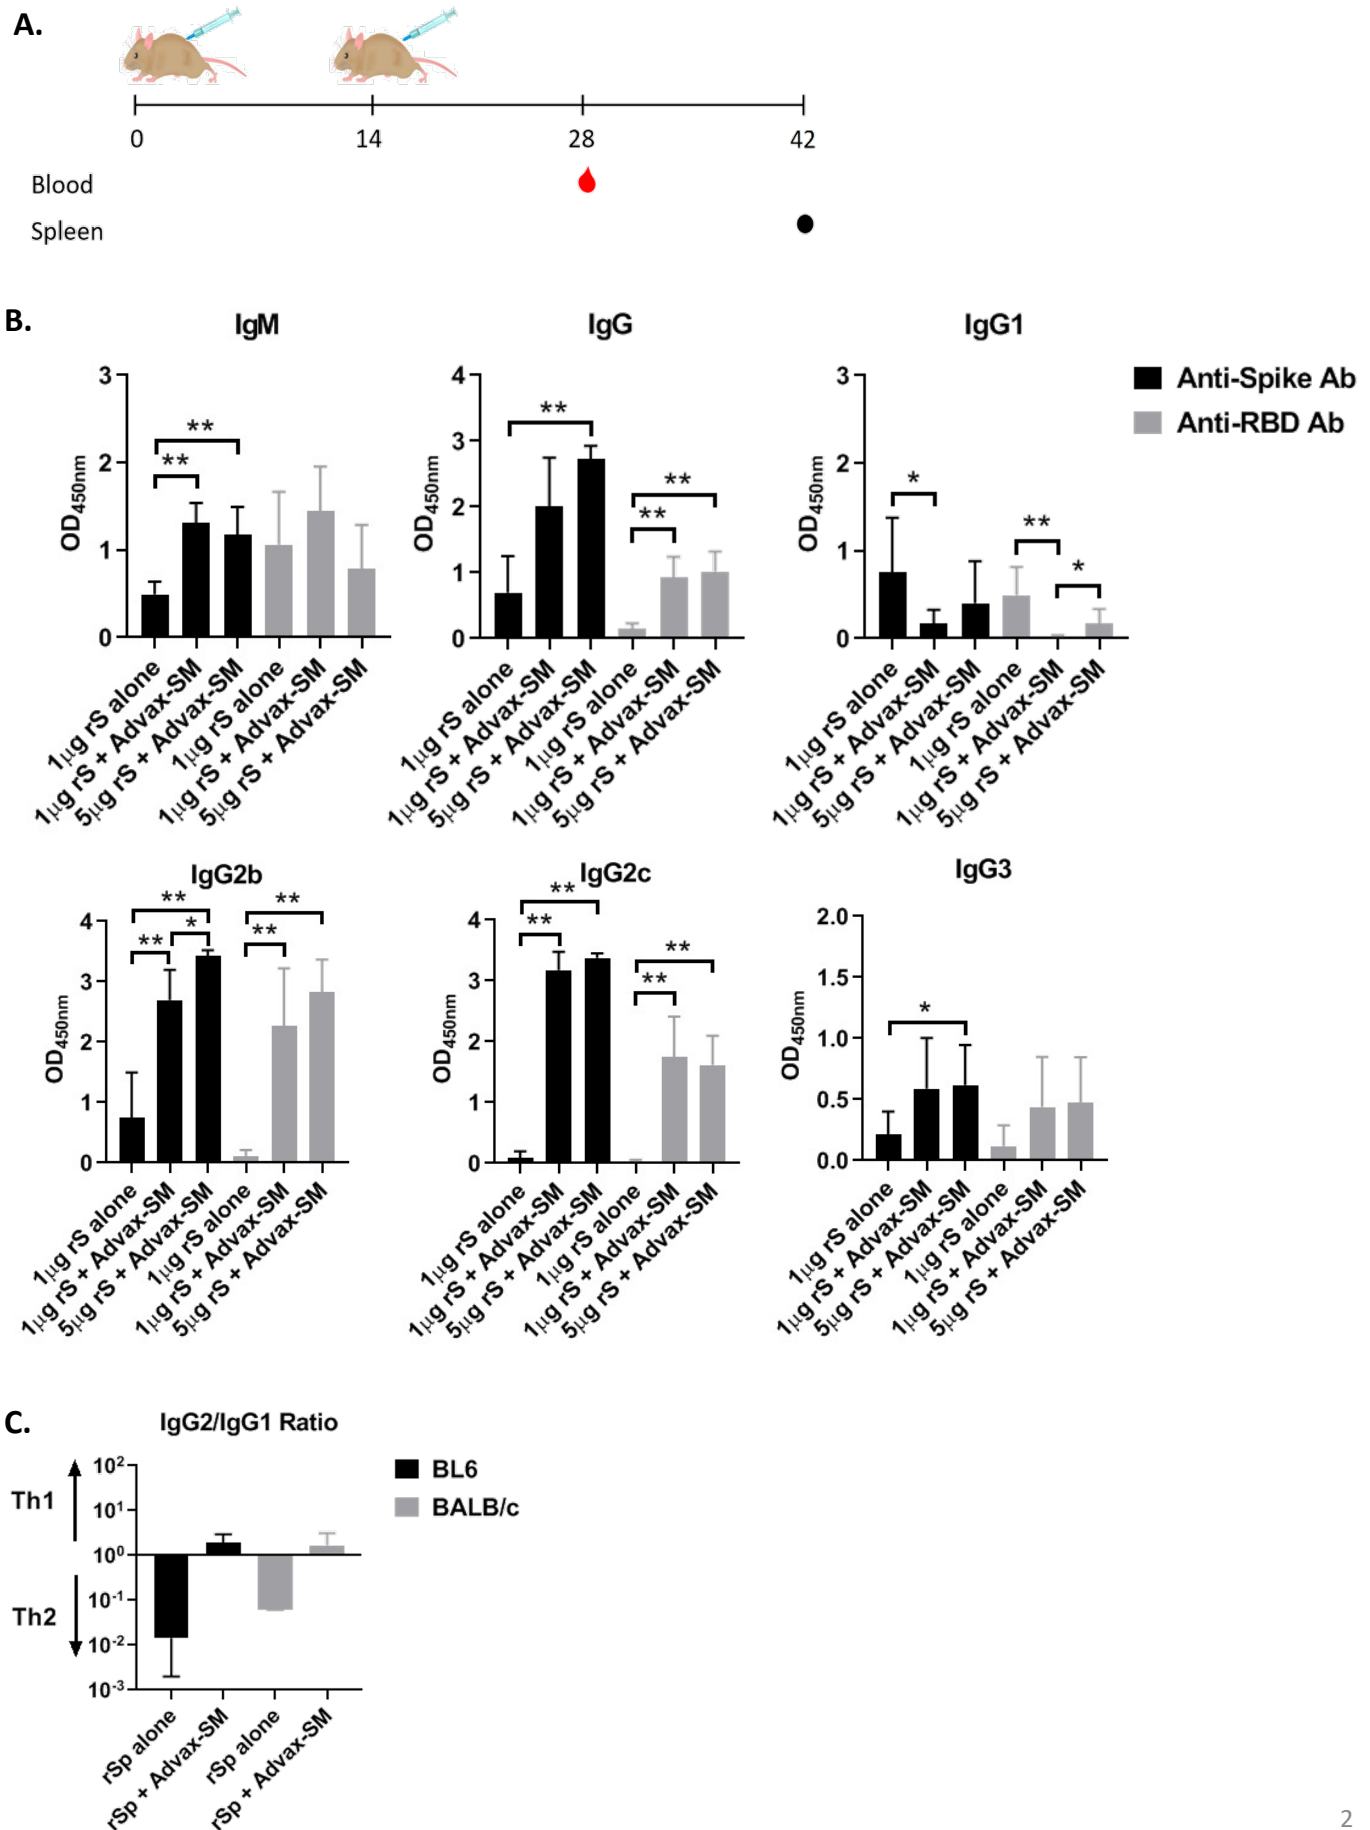 A.
0 14 28 42
Blood
Spleen
B.
IgM IgG IgG1
Anti-Spike Ab
Anti-RBD Ab
3
2
1
0
OD450nm
** **
1µg rS alone
1µg rS + Advax-SM
5µg rS + Advax-SM
1µg rS alone
1µg rS + Advax-SM
5µg rS + Advax-SM
4
3
2
1
0
OD450nm
** ** **
1µg rS alone
1µg rS + Advax-SM
5µg rS + Advax-SM
1µg rS alone
1µg rS + Advax-SM
5µg rS + Advax-SM
3
2
1
0
OD450nm
* ** *
1µg rS alone
1µg rS + Advax-SM
5µg rS + Advax-SM
1µg rS alone
1µg rS + Advax-SM
5µg rS + Advax-SM
IgG2b IgG2c IgG3
4
3
2
1
0
OD450nm
** ** * ** **
1µg rS alone
1µg rS + Advax-SM
5µg rS + Advax-SM
1µg rS alone
1µg rS + Advax-SM
5µg rS + Advax-SM
4
3
2
1
0
OD450nm
** ** ** **
1µg rS alone
1µg rS + Advax-SM
5µg rS + Advax-SM
1µg rS alone
1µg rS + Advax-SM
5µg rS + Advax-SM
2.0
1.5
1.0
0.5
0.0
OD450nm
*
1µg rS alone
1µg rS + Advax-SM
5µg rS + Advax-SM
1µg rS alone
1µg rS + Advax-SM
5µg rS + Advax-SM
C.
IgG2/IgG1 Ratio
BL6
BALB/c
Th1
Th2
10²
10¹
10⁰
10⁻¹
10⁻²
10⁻³
rSp alone
rSp + Advax-SM
rSp alone
rSp + Advax-SM
2